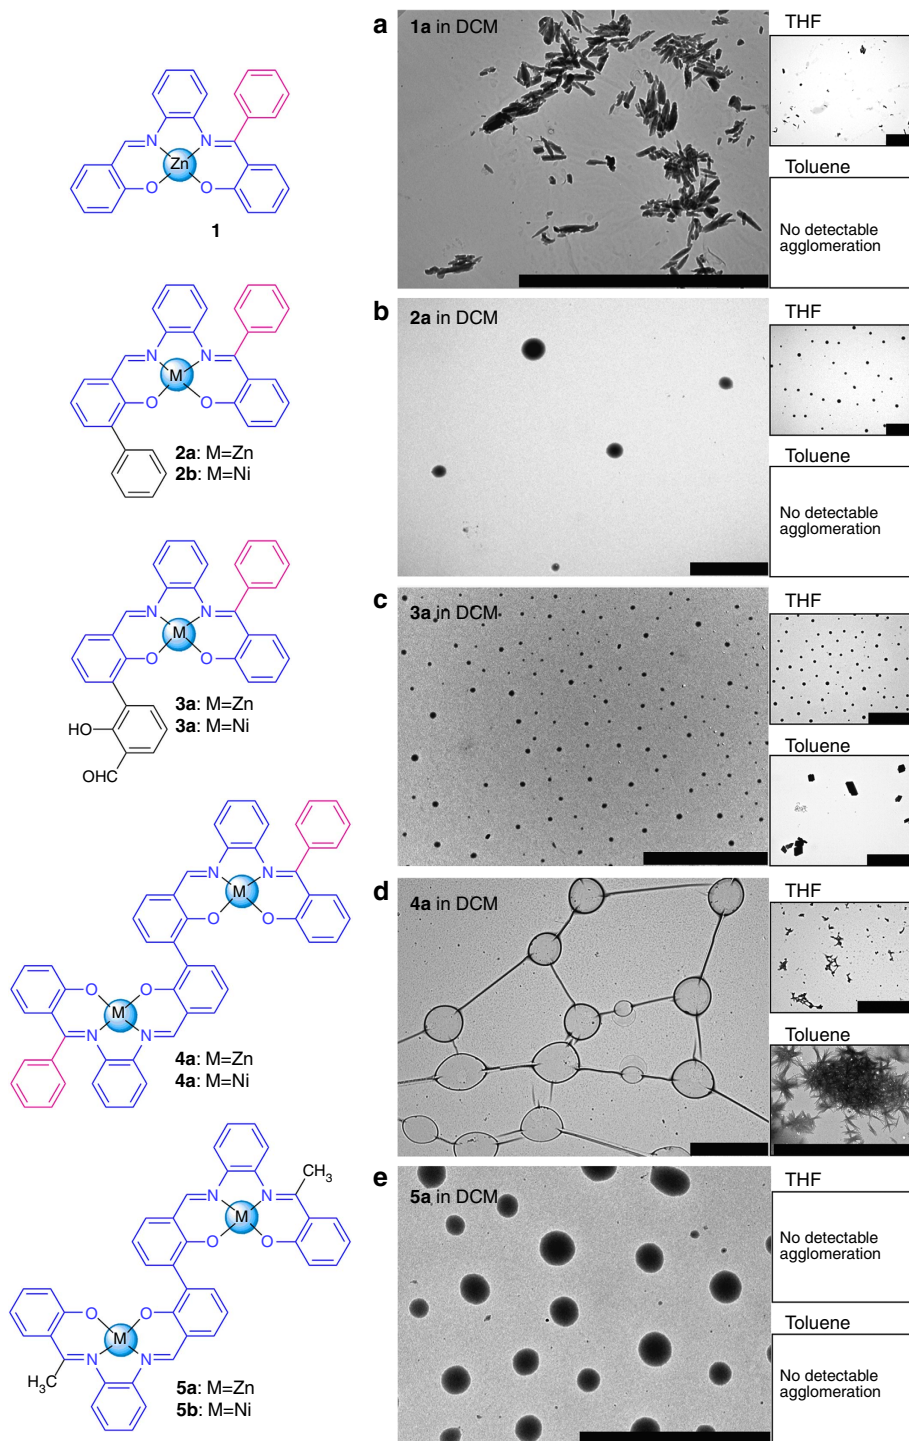 N
N
Zn
O
O
1
a
1a in DCM
THF
Toluene
No detectable
agglomeration
N
N
M
O
O
2a: M=Zn
2b: M=Ni
b
2a in DCM
THF
Toluene
No detectable
agglomeration
N
N
M
O
O
HO
OHC
3a: M=Zn
3a: M=Ni
c
3a in DCM
THF
Toluene
N
N
M
O
O
O
O
M
N
N
4a: M=Zn
4a: M=Ni
d
4a in DCM
THF
Toluene
CH3
N
N
M
O
O
O
O
M
N
N
H3C
5a: M=Zn
5b: M=Ni
e
5a in DCM
THF
No detectable
agglomeration
Toluene
No detectable
agglomeration